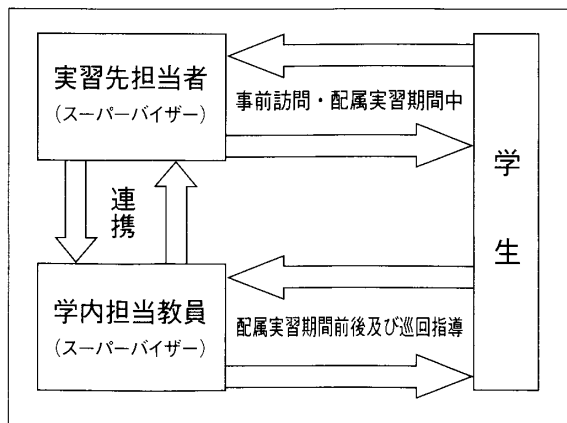 実習先担当者
(スーパーバイザー)
事前訪問・配属実習期間中
学生
連携
学内担当教員
(スーパーバイザー)
配属実習期間前後及び巡回指導